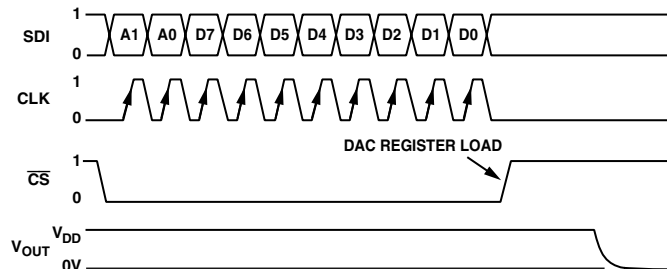 SDI 1 0 A1 A0 D7 D6 D5 D4 D3 D2 D1 D0
CLK 1 0
DAC REGISTER LOAD
CS 1 0
VOUT VDD 0V